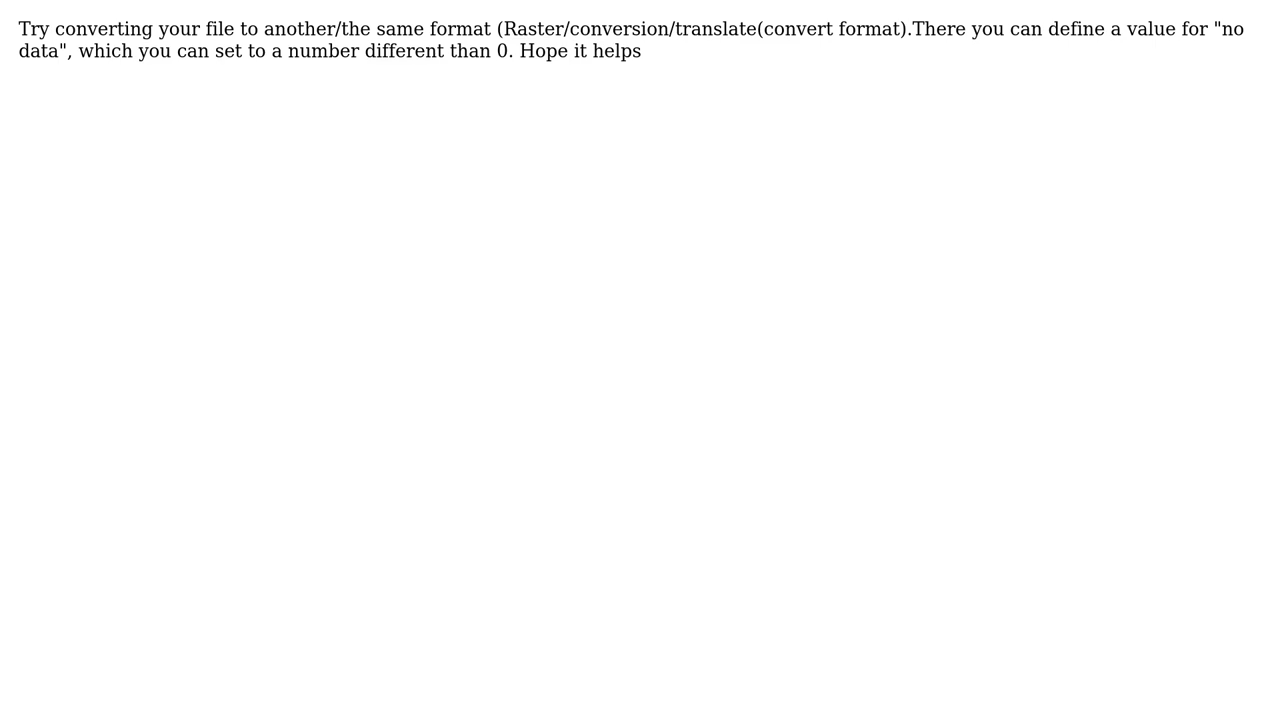 Try converting your file to another/the same format (Raster/conversion/translate(convert format).There you can define a value for "no
data", which you can set to a number different than 0. Hope it helps